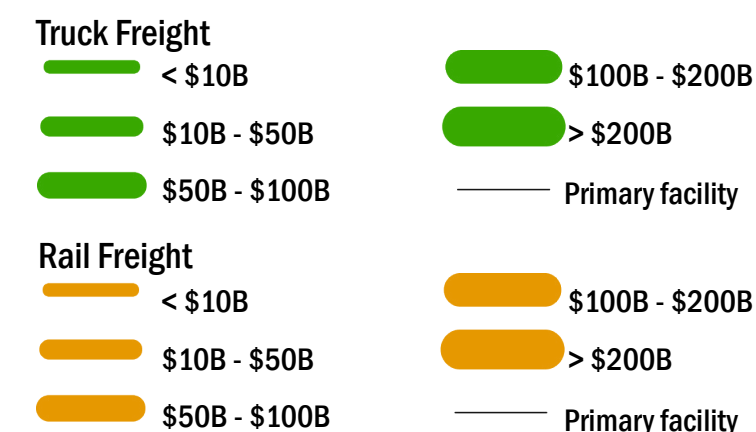 Truck Freight
< $10B
$100B - $200B
$10B - $50B
> $200B
$50B - $100B
Primary facility
Rail Freight
< $10B
$100B - $200B
$10B - $50B
> $200B
$50B - $100B
Primary facility